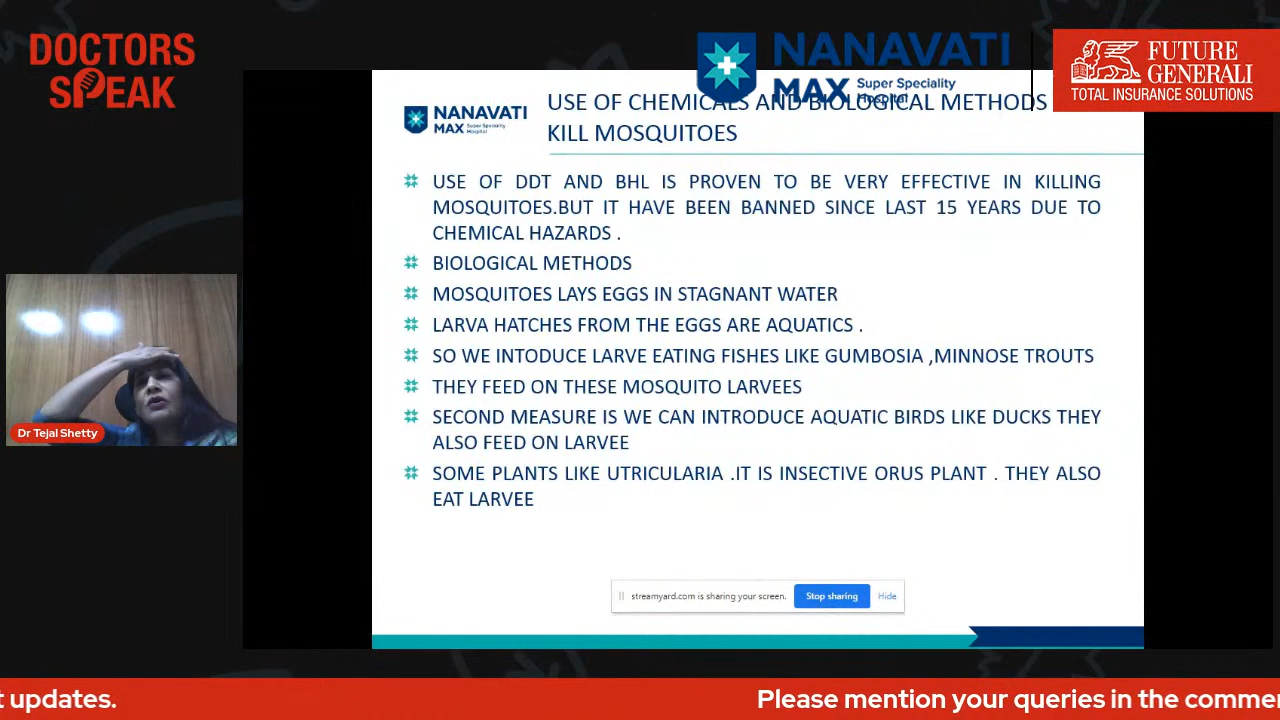 DOCTORS
SPEAK
NANAVATI
MAX Super Speciality
Hospital
FUTURE
GENERALI
TOTAL INSURANCE SOLUTIONS
NANAVATI
MAX Super Speciality
Hospital
USE OF CHEMICALS AND BIOLOGICAL METHODS
KILL MOSQUITOES
USE OF DDT AND BHL IS PROVEN TO BE VERY EFFECTIVE IN KILLING
MOSQUITOES.BUT IT HAVE BEEN BANNED SINCE LAST 15 YEARS DUE TO
CHEMICAL HAZARDS .
BIOLOGICAL METHODS
MOSQUITOES LAYS EGGS IN STAGNANT WATER
LARVA HATCHES FROM THE EGGS ARE AQUATICS .
SO WE INTODUCE LARVE EATING FISHES LIKE GUMBOSIA ,MINNOSE TROUTS
THEY FEED ON THESE MOSQUITO LARVEES
SECOND MEASURE IS WE CAN INTRODUCE AQUATIC BIRDS LIKE DUCKS THEY
ALSO FEED ON LARVEE
SOME PLANTS LIKE UTRICULARIA .IT IS INSECTIVE ORUS PLANT . THEY ALSO
EAT LARVEE
Dr Tejal Shetty
streamyard.com is sharing your screen. Stop sharing Hide
t updates. Please mention your queries in the commen